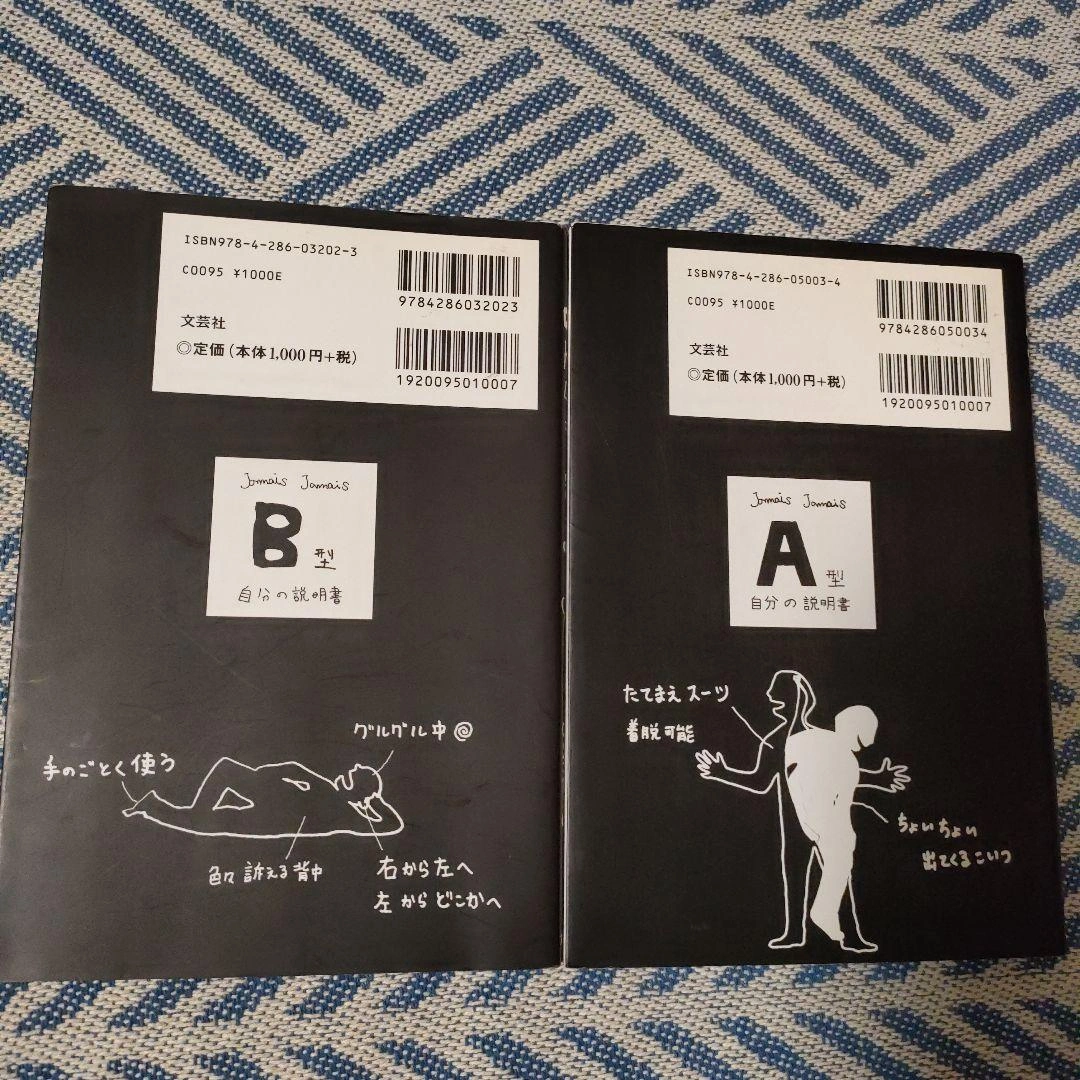 ISBN978-4-286-03202-3
C0095 ¥1000E
9784286032023
文芸社
◎定価(本体1,000円+税)
1920095010007
Jamais Jamais
B型
自分の説明書
グルグル中
手のごとく使う
色々訴える背中
右から左へ
左からどこかへ
ISBN978-4-286-05003-4
C0095 ¥1000E
9784286050034
文芸社
◎定価(本体1,000円+税)
1920095010007
Jamais Jamais
A型
自分の説明書
たてまえスーツ
着脱可能
ちょいちょい
出てくるこいつ